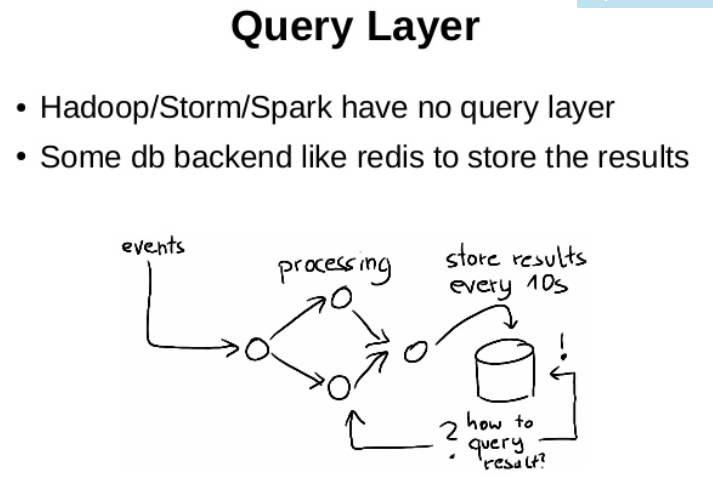 Query Layer
• Hadoop/Storm/Spark have no query layer
• Some db backend like redis to store the results
events
processing
store results
every 10s
!
? how to
query
result?